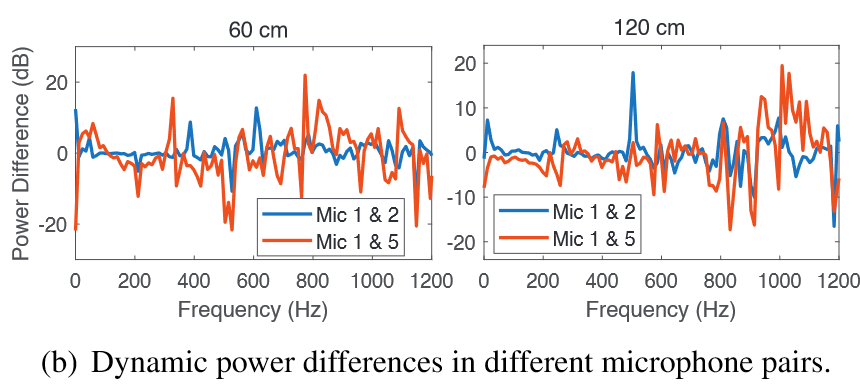 60 cm
120 cm
Power Difference (dB)
20
0
-20
0 200 400 600 800 1000 1200
Frequency (Hz)
Mic 1 & 2
Mic 1 & 5
20
10
0
-10
-20
0 200 400 600 800 1000 1200
Frequency (Hz)
Mic 1 & 2
Mic 1 & 5
(b) Dynamic power differences in different microphone pairs.